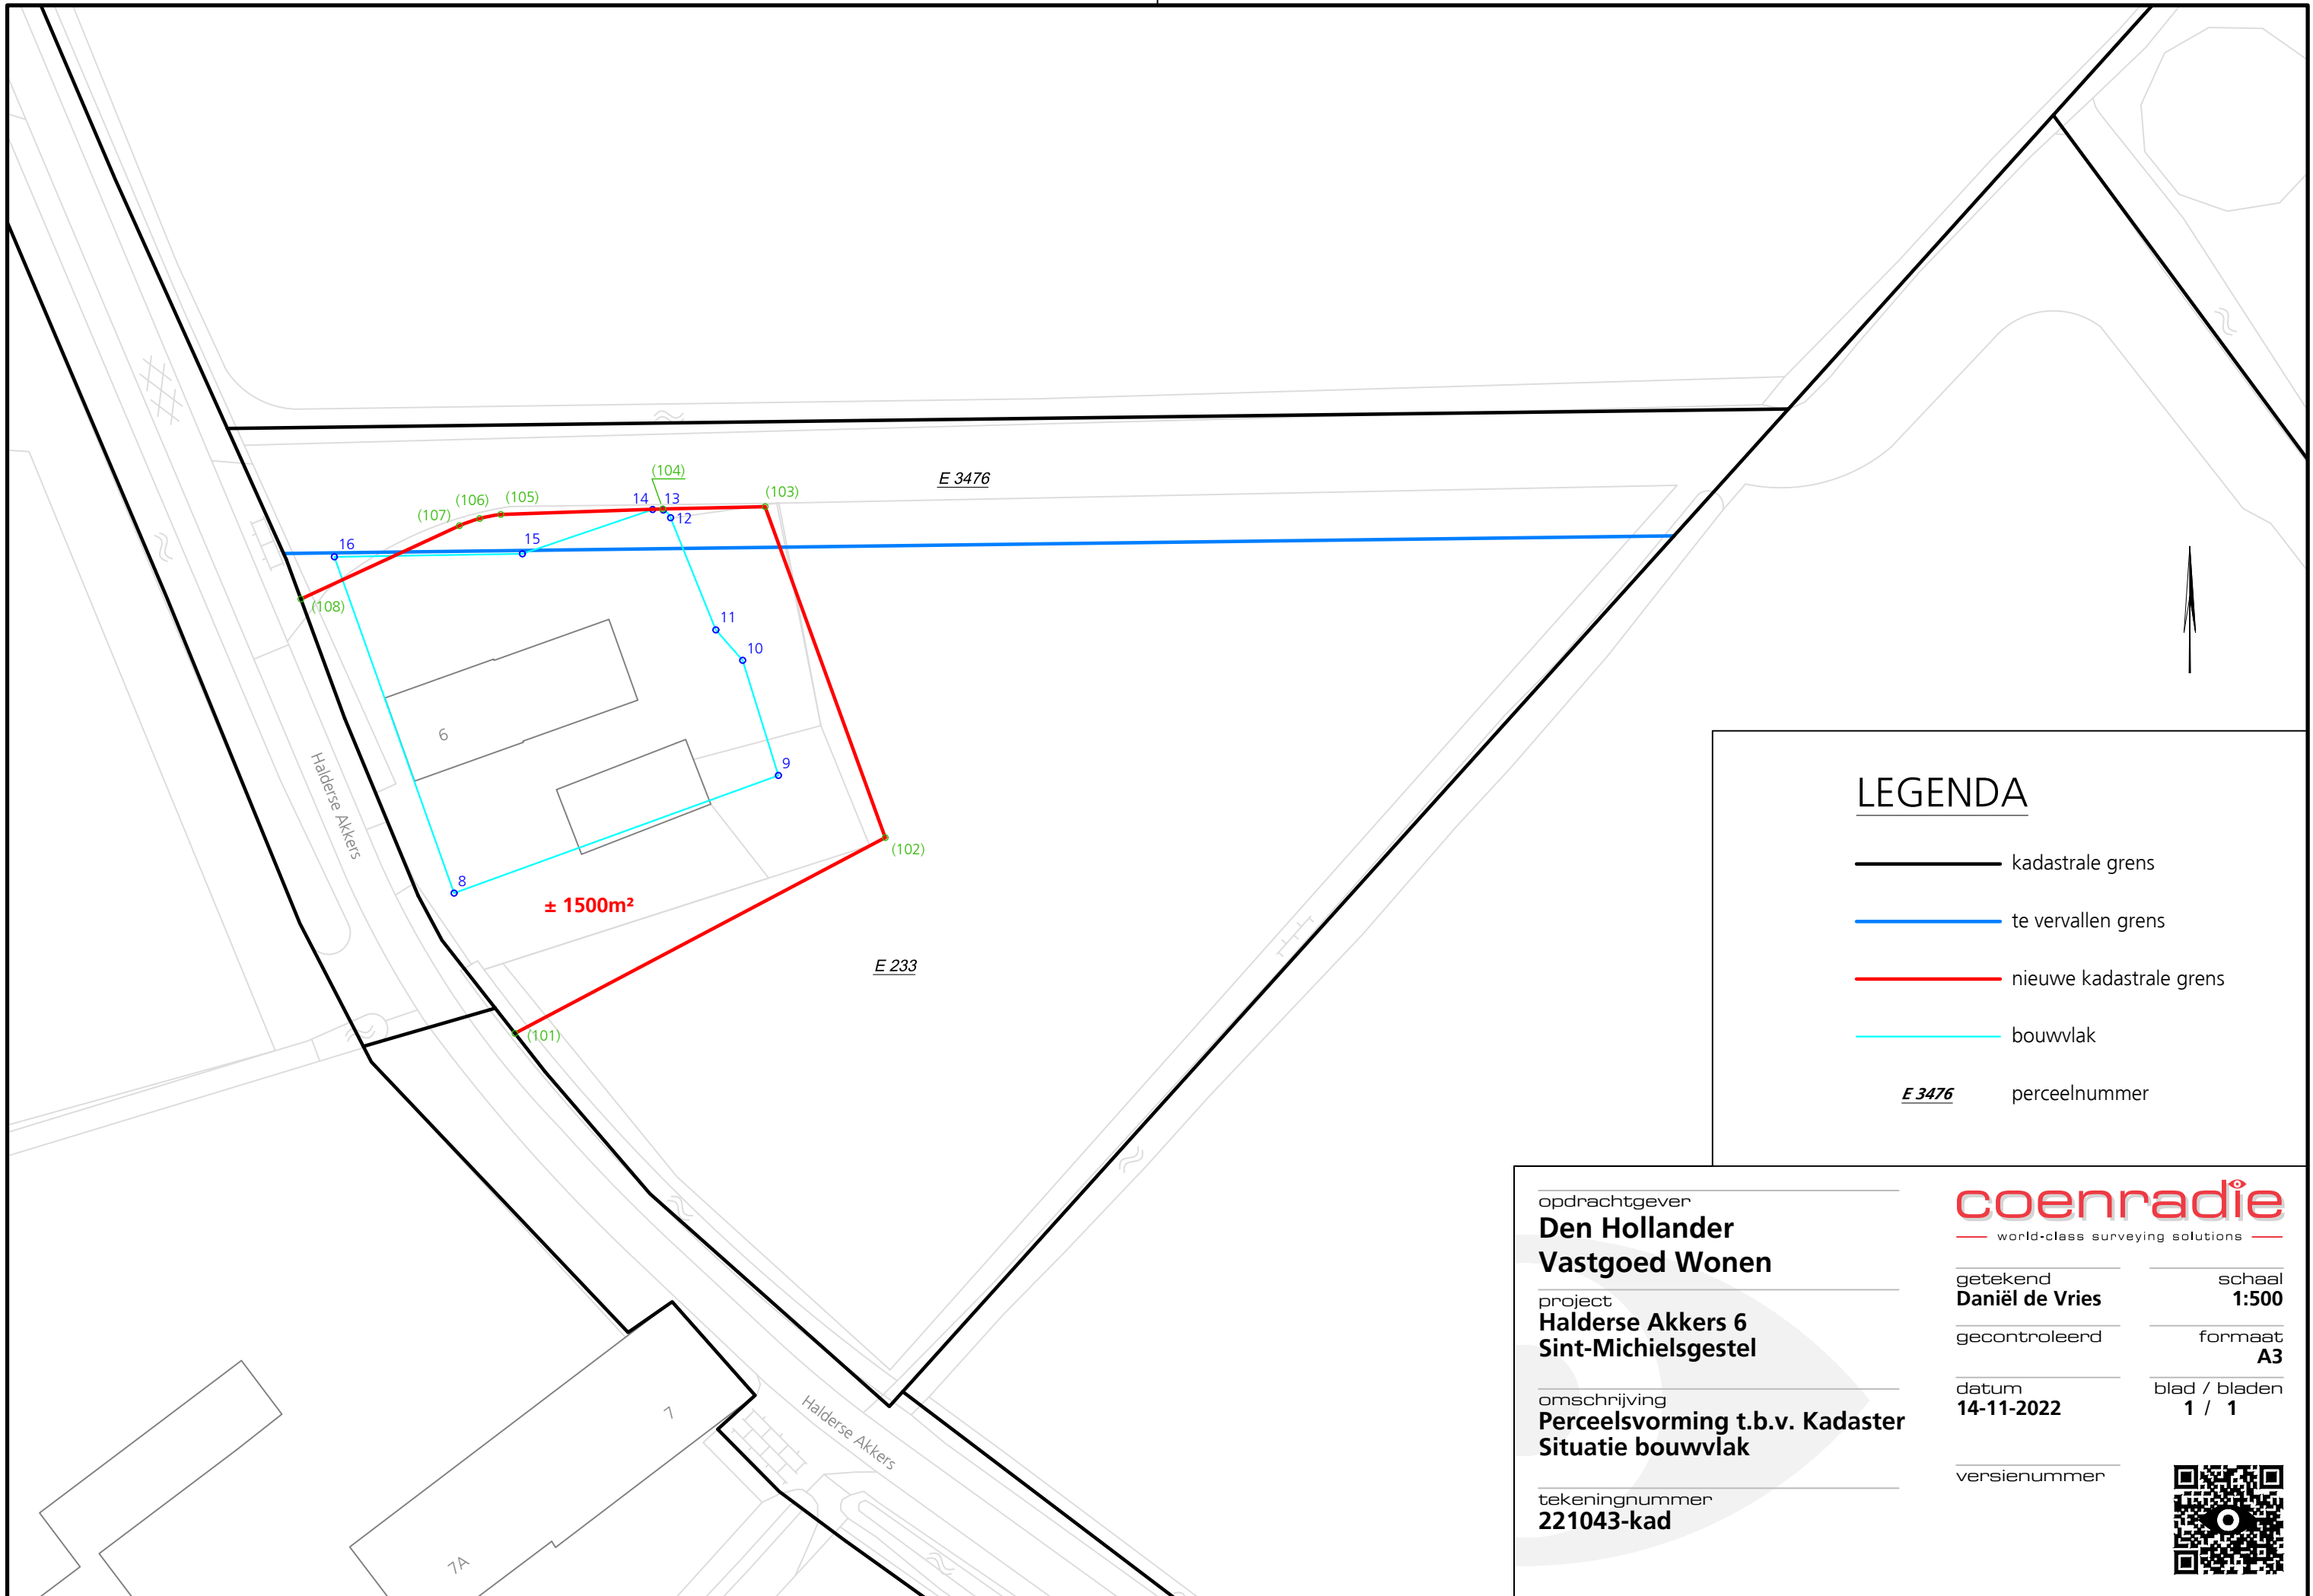 (104)
E 3476
(106)
(105)
14
13
(103)
(107)
12
16
15
(108)
11
10
6
9
Halderse Akkers
(102)
8
± 1500m²
E 233
(101)
7
Halderse Akkers
7A
LEGENDA
kadastrale grens
te vervallen grens
nieuwe kadastrale grens
bouwvlak
E 3476 perceelnummer
opdrachtgever
Den Hollander
Vastgoed Wonen
project
Halderse Akkers 6
Sint-Michielsgestel
omschrijving
Perceelsvorming t.b.v. Kadaster
Situatie bouwvlak
tekeningnummer
221043-kad
coenradie
world-class surveying solutions
getekend
Daniël de Vries
schaal
1:500
gecontroleerd
formaat
A3
datum
14-11-2022
blad / bladen
1 / 1
versienummer